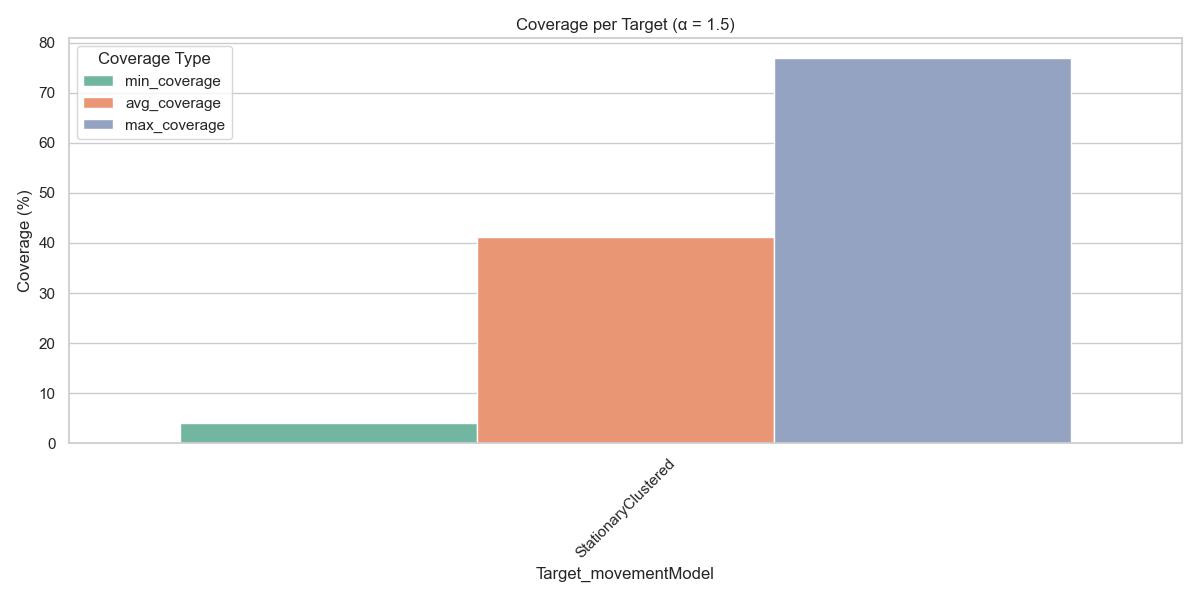 Coverage per Target (α = 1.5)
Coverage Type
min_coverage
avg_coverage
max_coverage
Coverage (%)
80
70
60
50
40
30
20
10
0
StationaryClustered
Target_movementModel